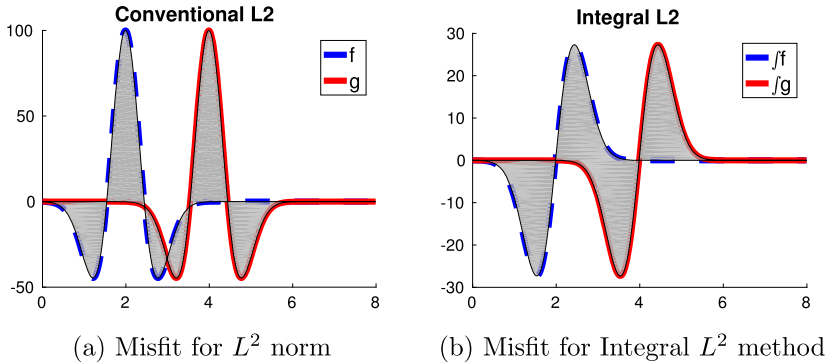 Conventional L2
100
50
0
-50
0
2
4
6
8
f
g
(a) Misfit for L² norm
Integral L2
30
20
10
0
-10
-20
-30
0
2
4
6
8
∫f
∫g
(b) Misfit for Integral L² method